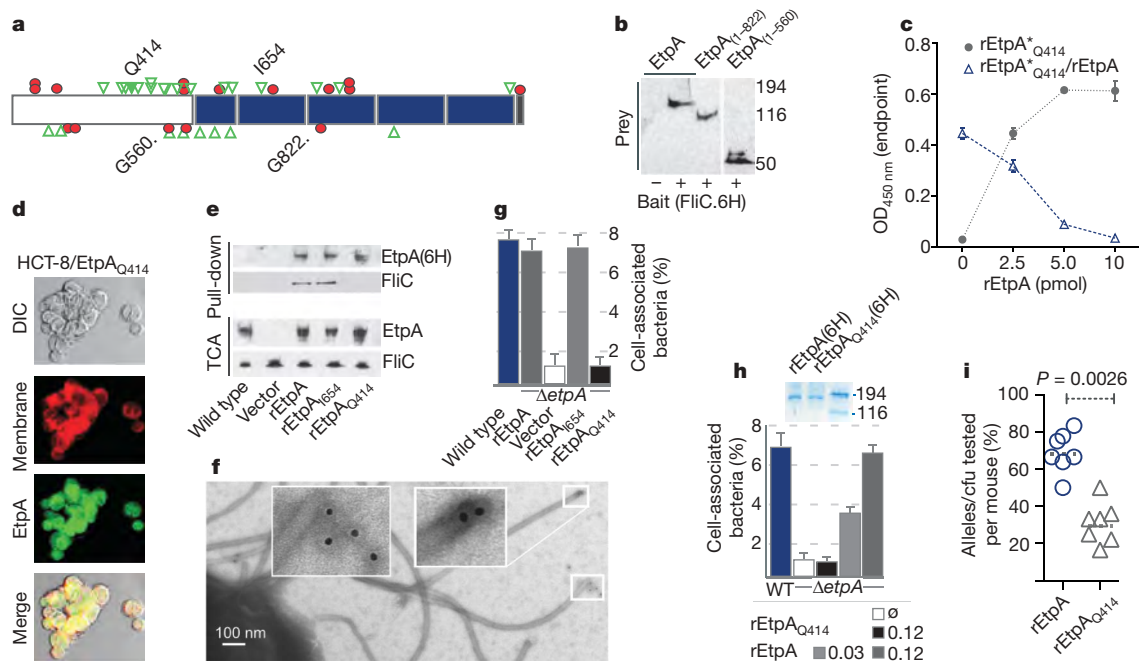 a
Q414
I654
G560.
G822.
b
EtpA
EtpA(1–822)
EtpA(1–560)
194
116
50
Prey
– + + +
Bait (FliC.6H)
c
rEtpA*Q414
rEtpA*Q414/rEtpA
0.8
0.6
0.4
0.2
0
OD450 nm (endpoint)
0 2.5 5.0 10
rEtpA (pmol)
d
HCT-8/EtpAQ414
DIC
Membrane
EtpA
Merge
e
Pull-down
EtpA(6H)
FliC
TCA
EtpA
FliC
Wild type
Vector
rEtpA
rEtpAI654
rEtpAQ414
g
8
6
4
2
Cell-associated
bacteria (%)
ΔetpA
Wild type
rEtpA
Vector
rEtpAI654
rEtpAQ414
f
100 nm
h
rEtpA(6H)
rEtpAQ414(6H)
194
116
8
6
4
2
Cell-associated
bacteria (%)
WT
ΔetpA
rEtpAQ414
ø
0.12
rEtpA
0.03
0.12
i
P = 0.0026
100
80
60
40
20
Alleles/cfu tested
per mouse (%)
rEtpA
rEtpAQ414